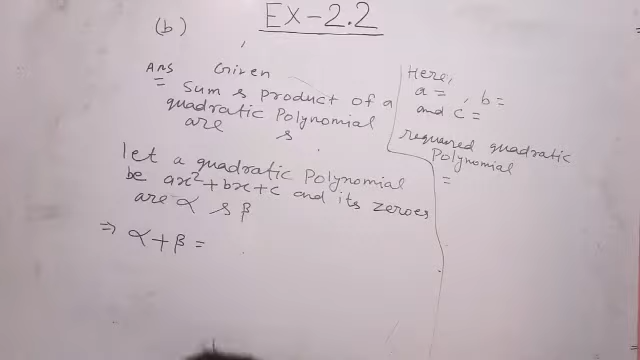 EX-2.2
(b)
Ans Given
Sum & product of a
quadratic Polynomial
are &
let a quadratic Polynomial
be ax²+bx+c and its zeroes
are α & β
⇒ α+β=
Here,
a= , b=
and c=
required quadratic
Polynomial
=